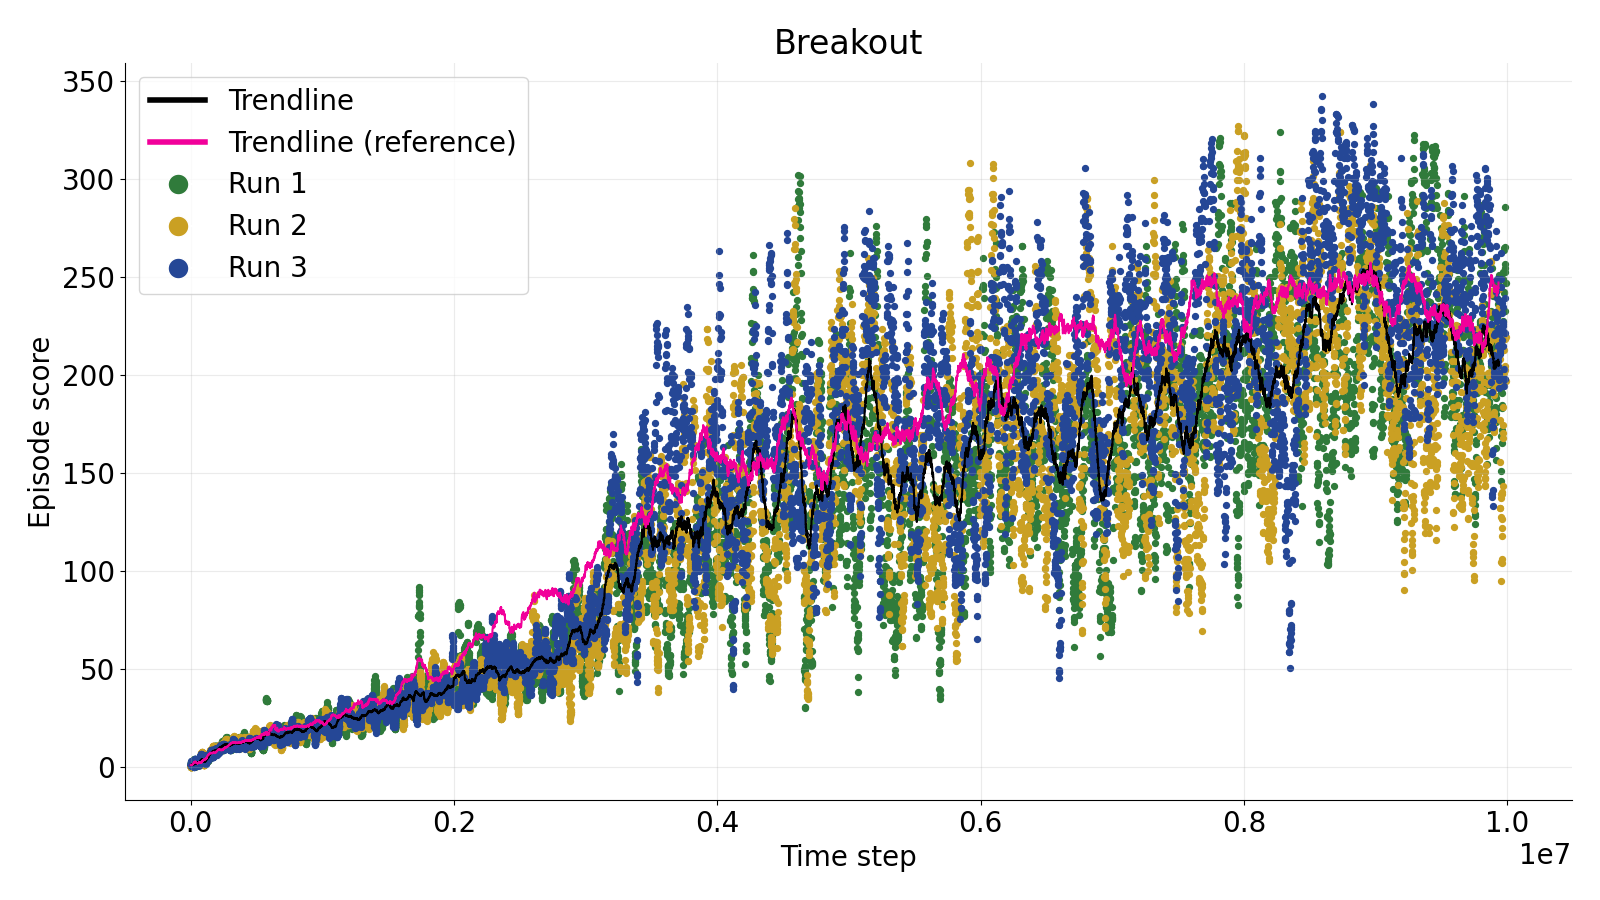 Breakout
350
300
250
200
150
100
50
0
Episode score
Trendline
Trendline (reference)
Run 1
Run 2
Run 3
0.0 0.2 0.4 0.6 0.8 1.0
Time step
1e7